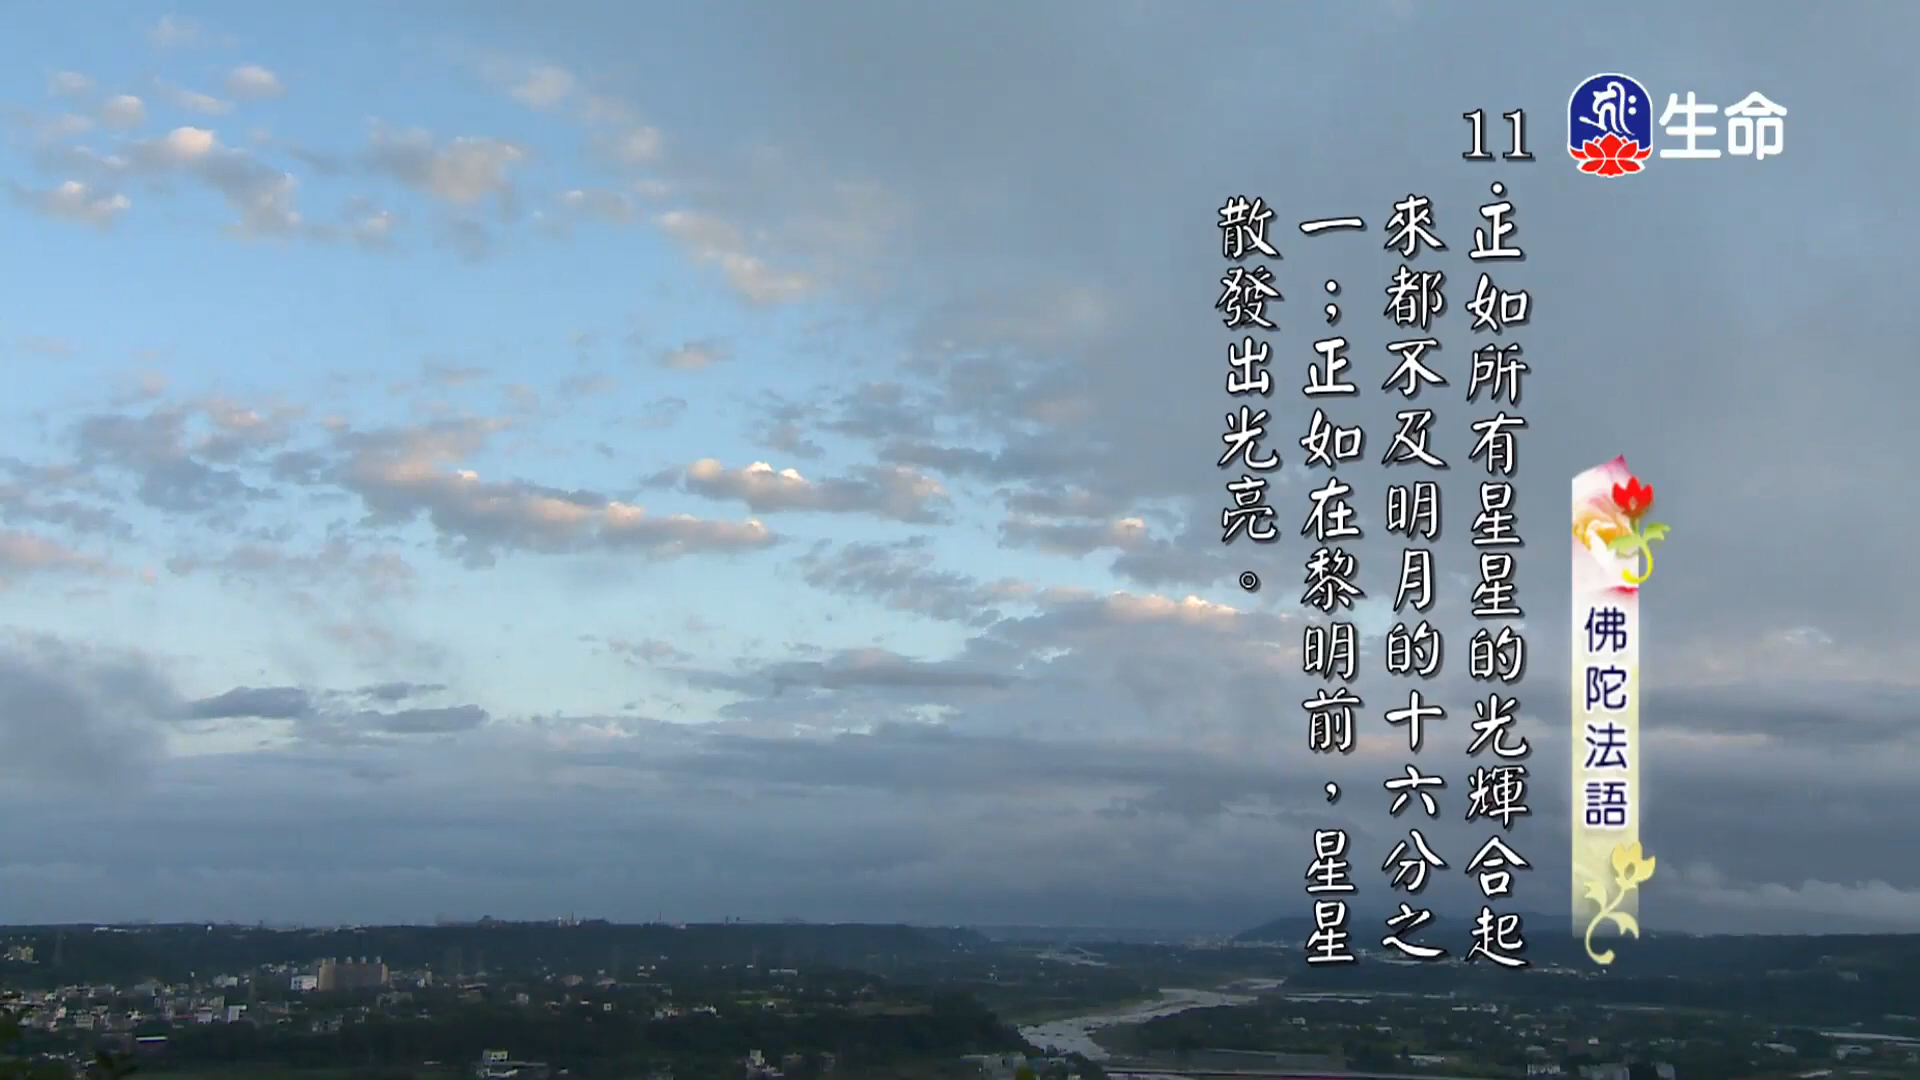 生命
11.正如所有星星的光輝合起
來都不及明月的十六分之
一；正如在黎明前，星星
散發出光亮。
佛陀法語